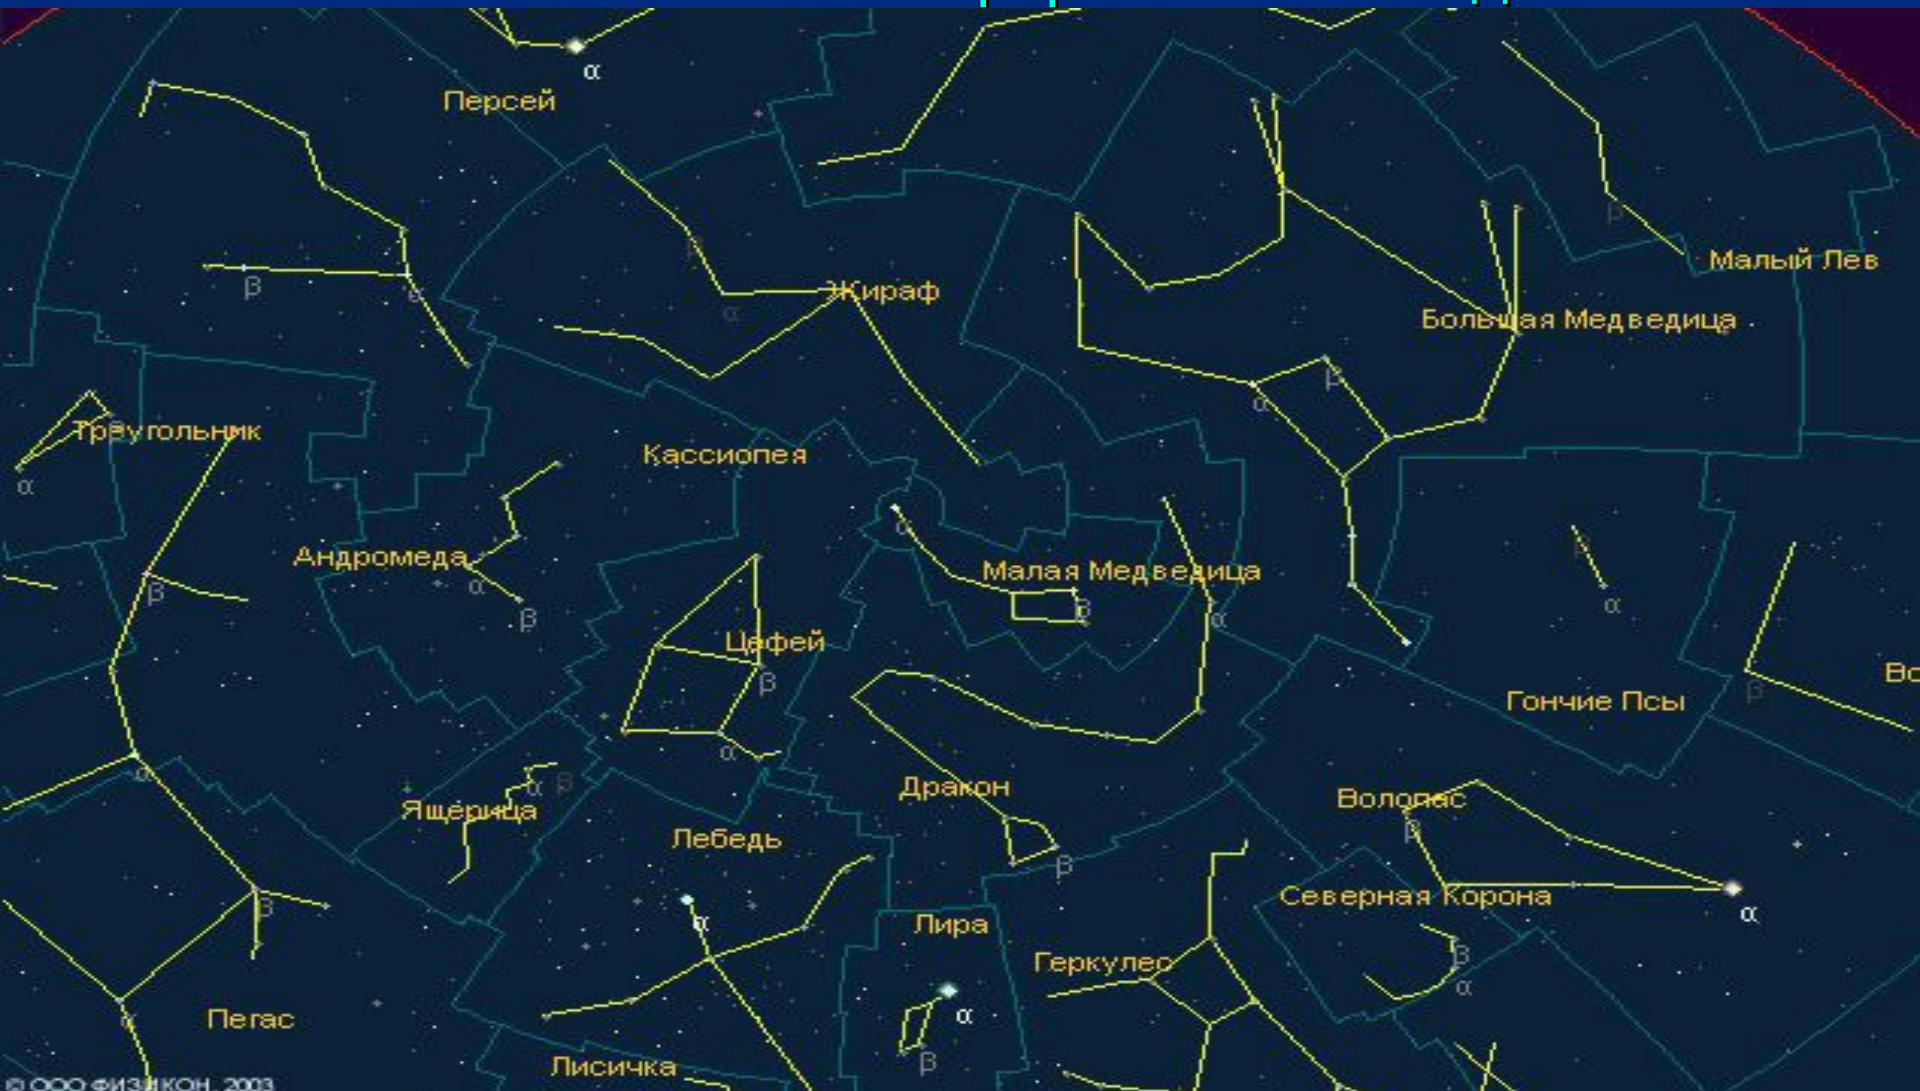 α
Персей
β
α
β
α
Жираф
Малый Лев
β
Большая Медведица
β
α
Треугольник
α
Кассиопея
α
Андромеда
α
β
β
Малая Медведица
β
α
β
α
Цефей
β
α
Гончие Псы
β
α
α
β
Ящерица
Дракон
β
Волопас
β
α
Лебедь
α
Северная Корона
β
α
β
Лира
α
β
Геркулес
Пегас
α
Лисичка
© ООО ФИЗИКОН, 2003